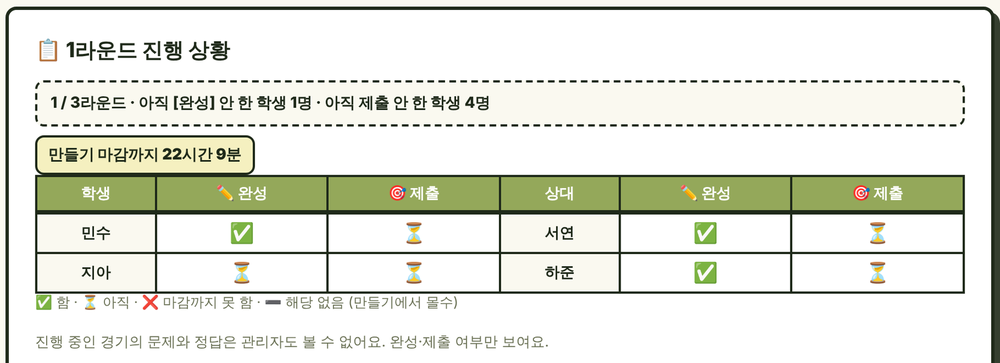 📋 1라운드 진행 상황
1 / 3라운드 · 아직 [완성] 안 한 학생 1명 · 아직 제출 안 한 학생 4명
만들기 마감까지 22시간 9분
학생 ✏️ 완성 🎯 제출 상대 ✏️ 완성 🎯 제출
민수 ✅ ⏳ 서연 ✅ ⏳
지아 ⏳ ⏳ 하준 ✅ ⏳
✅ 함 · ⏳ 아직 · ❌ 마감까지 못 함 · ➖ 해당 없음 (만들기에서 몰수)
진행 중인 경기의 문제와 정답은 관리자도 볼 수 없어요. 완성·제출 여부만 보여요.